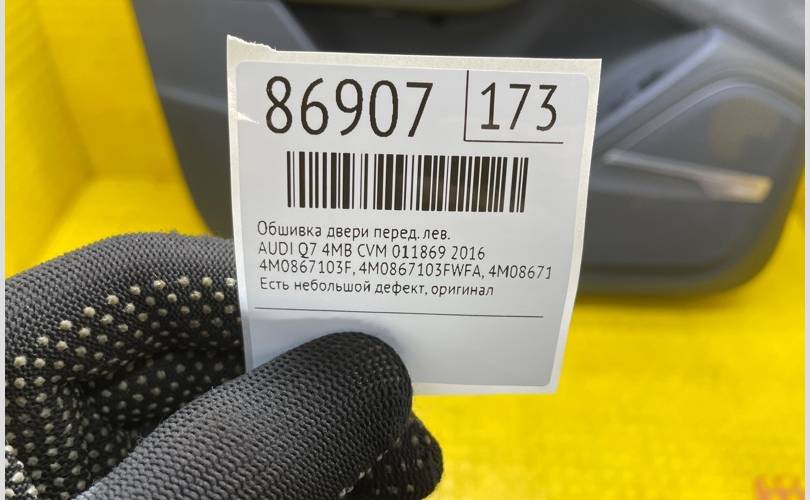 86907 173
Обшивка двери перед. лев.
AUDI Q7 4MB CVM 011869 2016
4M0867103F, 4M0867103FWFA, 4M08671
Есть небольшой дефект, оригинал